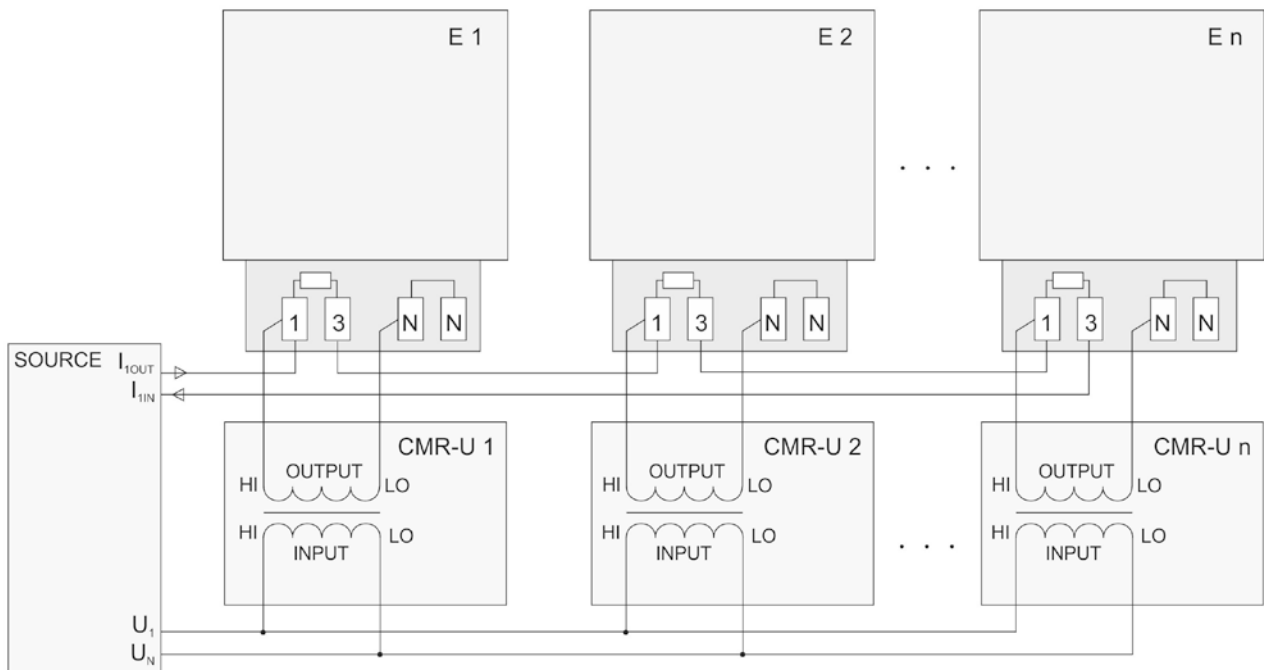 E 1
E 2
E n
. . .
1 3 N N
1 3 N N
1 3 N N
SOURCE
I1OUT
I1IN
CMR-U 1
OUTPUT
HI LO
HI LO
INPUT
CMR-U 2
OUTPUT
HI LO
HI LO
INPUT
. . .
CMR-U n
OUTPUT
HI LO
HI LO
INPUT
U1
UN